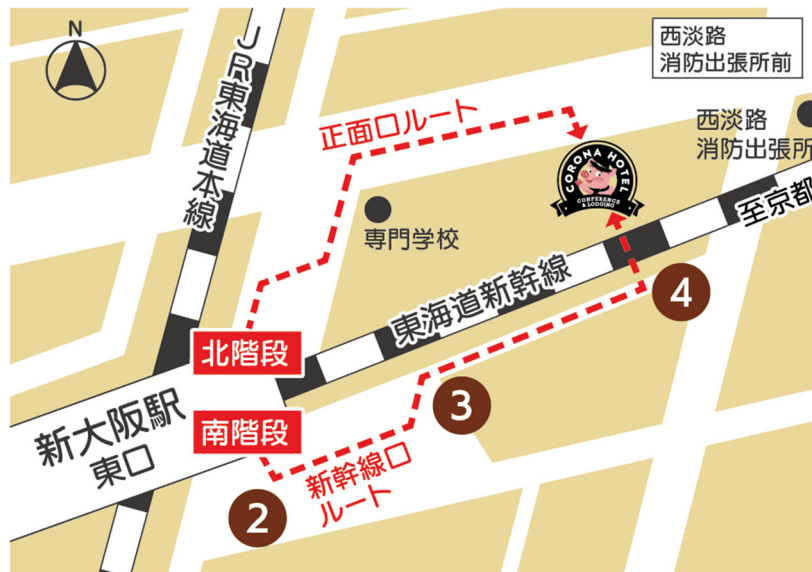 N
西淡路
消防出張所前
JR東海道本線
正面口ルート
西淡路
消防出張所
CORONA HOTEL
CONFERENCE
& LODGING
至京都
専門学校
東海道新幹線
4
北階段
3
新大阪駅
東口
南階段
新幹線口
ルート
2